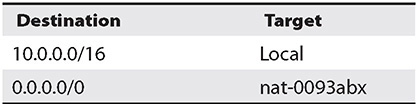 Destination Target
10.0.0.0/16 Local
0.0.0.0/0 nat-0093abx